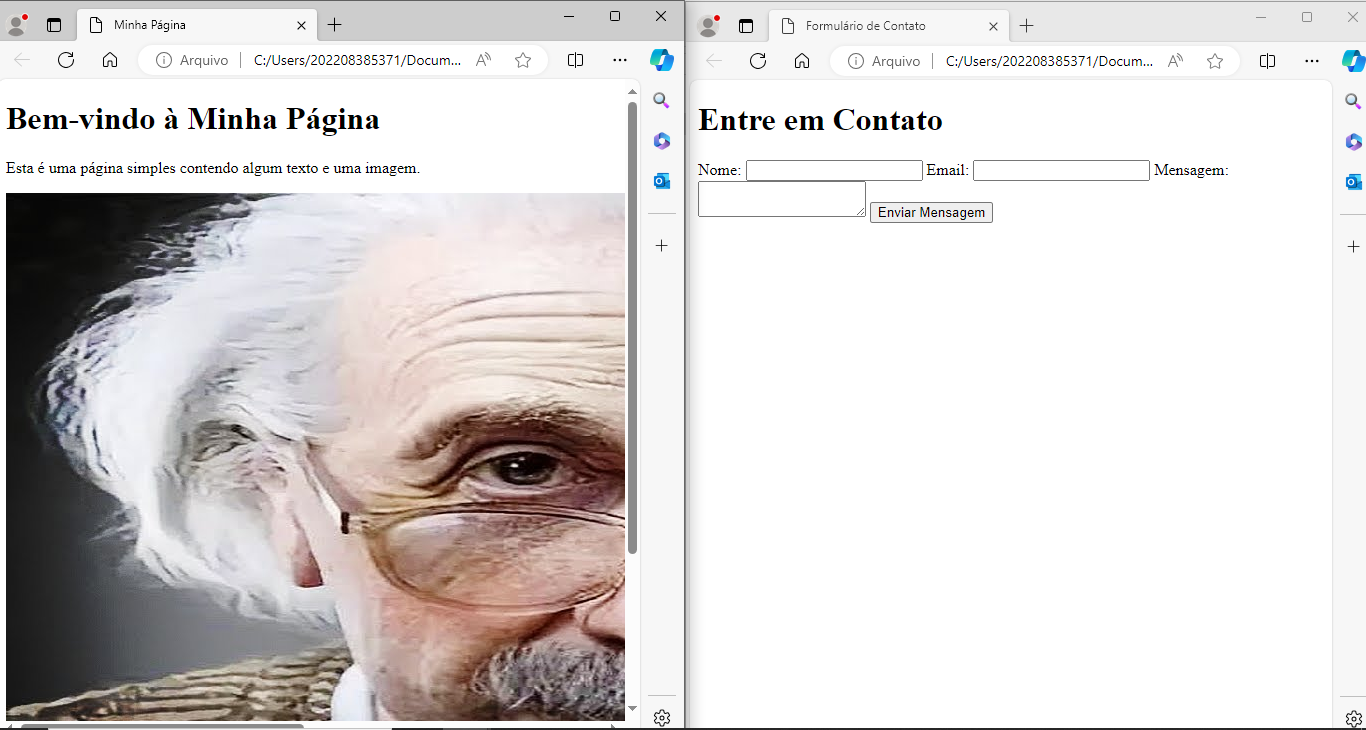 Minha Página
Arquivo
C:/Users/202208385371/Docum...
Bem-vindo à Minha Página
Esta é uma página simples contendo algum texto e uma imagem.
Formulário de Contato
Arquivo
C:/Users/202208385371/Docum...
Entre em Contato
Nome: Email: Mensagem:
Enviar Mensagem